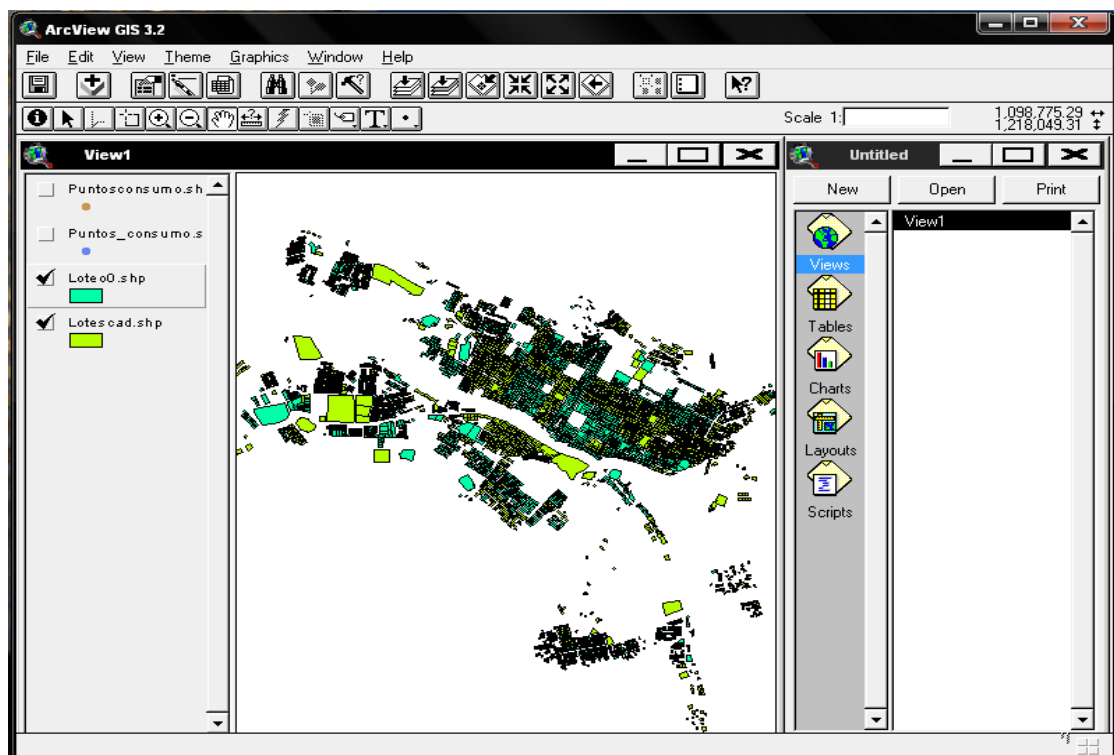 ArcView GIS 3.2
File Edit View Theme Graphics Window Help
Scale 1:
1,098,775.29
1,218,049.31
View1
Puntosconsumo.sh
Puntos_consumo.s
Loteo0.shp
Lotescad.shp
Untitled
New Open Print
View1
Views
Tables
Charts
Layouts
Scripts